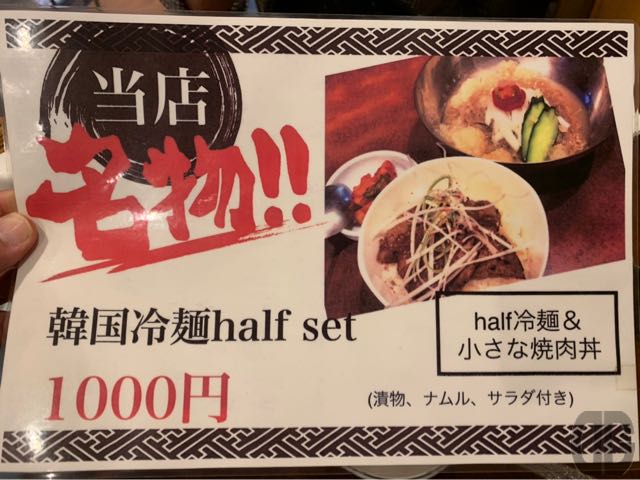 当店
名物!!
韓国冷麺half set
1000円
half冷麺&
小さな焼肉丼
(漬物、ナムル、サラダ付き)